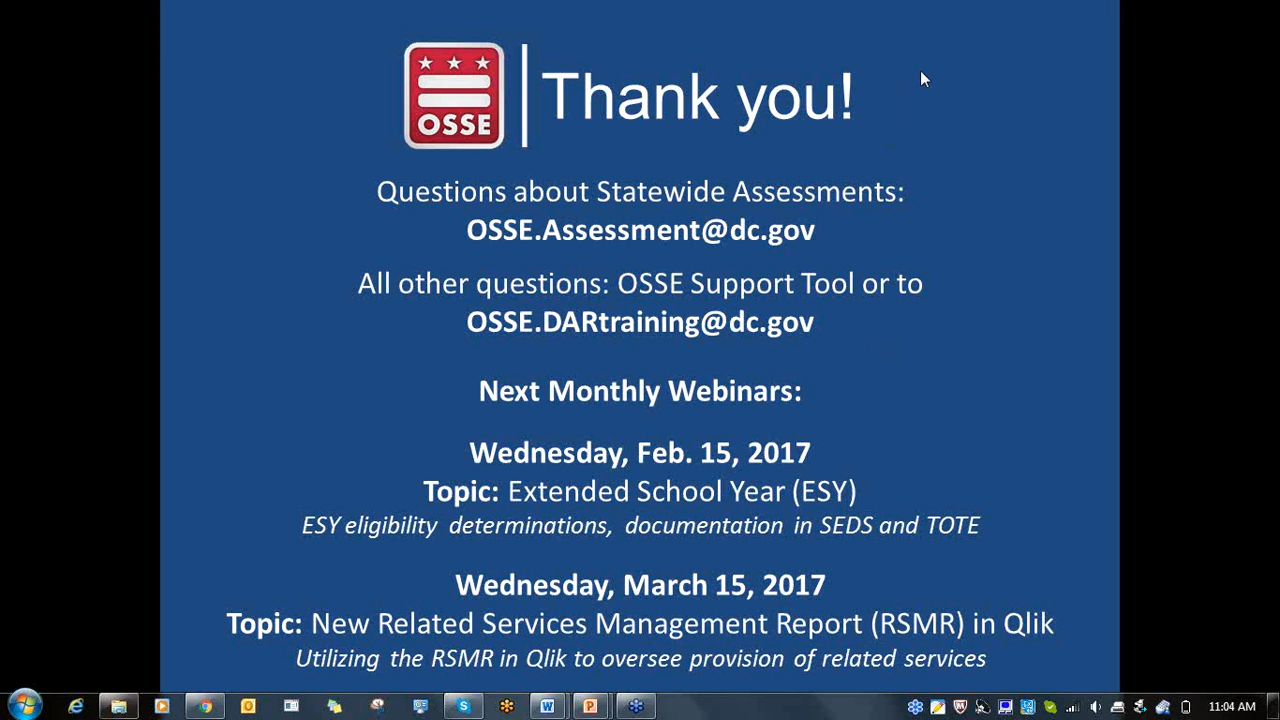 OSSE
Thank you!
Questions about Statewide Assessments:
OSSE.Assessment@dc.gov
All other questions: OSSE Support Tool or to
OSSE.DARtraining@dc.gov
Next Monthly Webinars:
Wednesday, Feb. 15, 2017
Topic: Extended School Year (ESY)
ESY eligibility determinations, documentation in SEDS and TOTE
Wednesday, March 15, 2017
Topic: New Related Services Management Report (RSMR) in Qlik
Utilizing the RSMR in Qlik to oversee provision of related services
11:04 AM